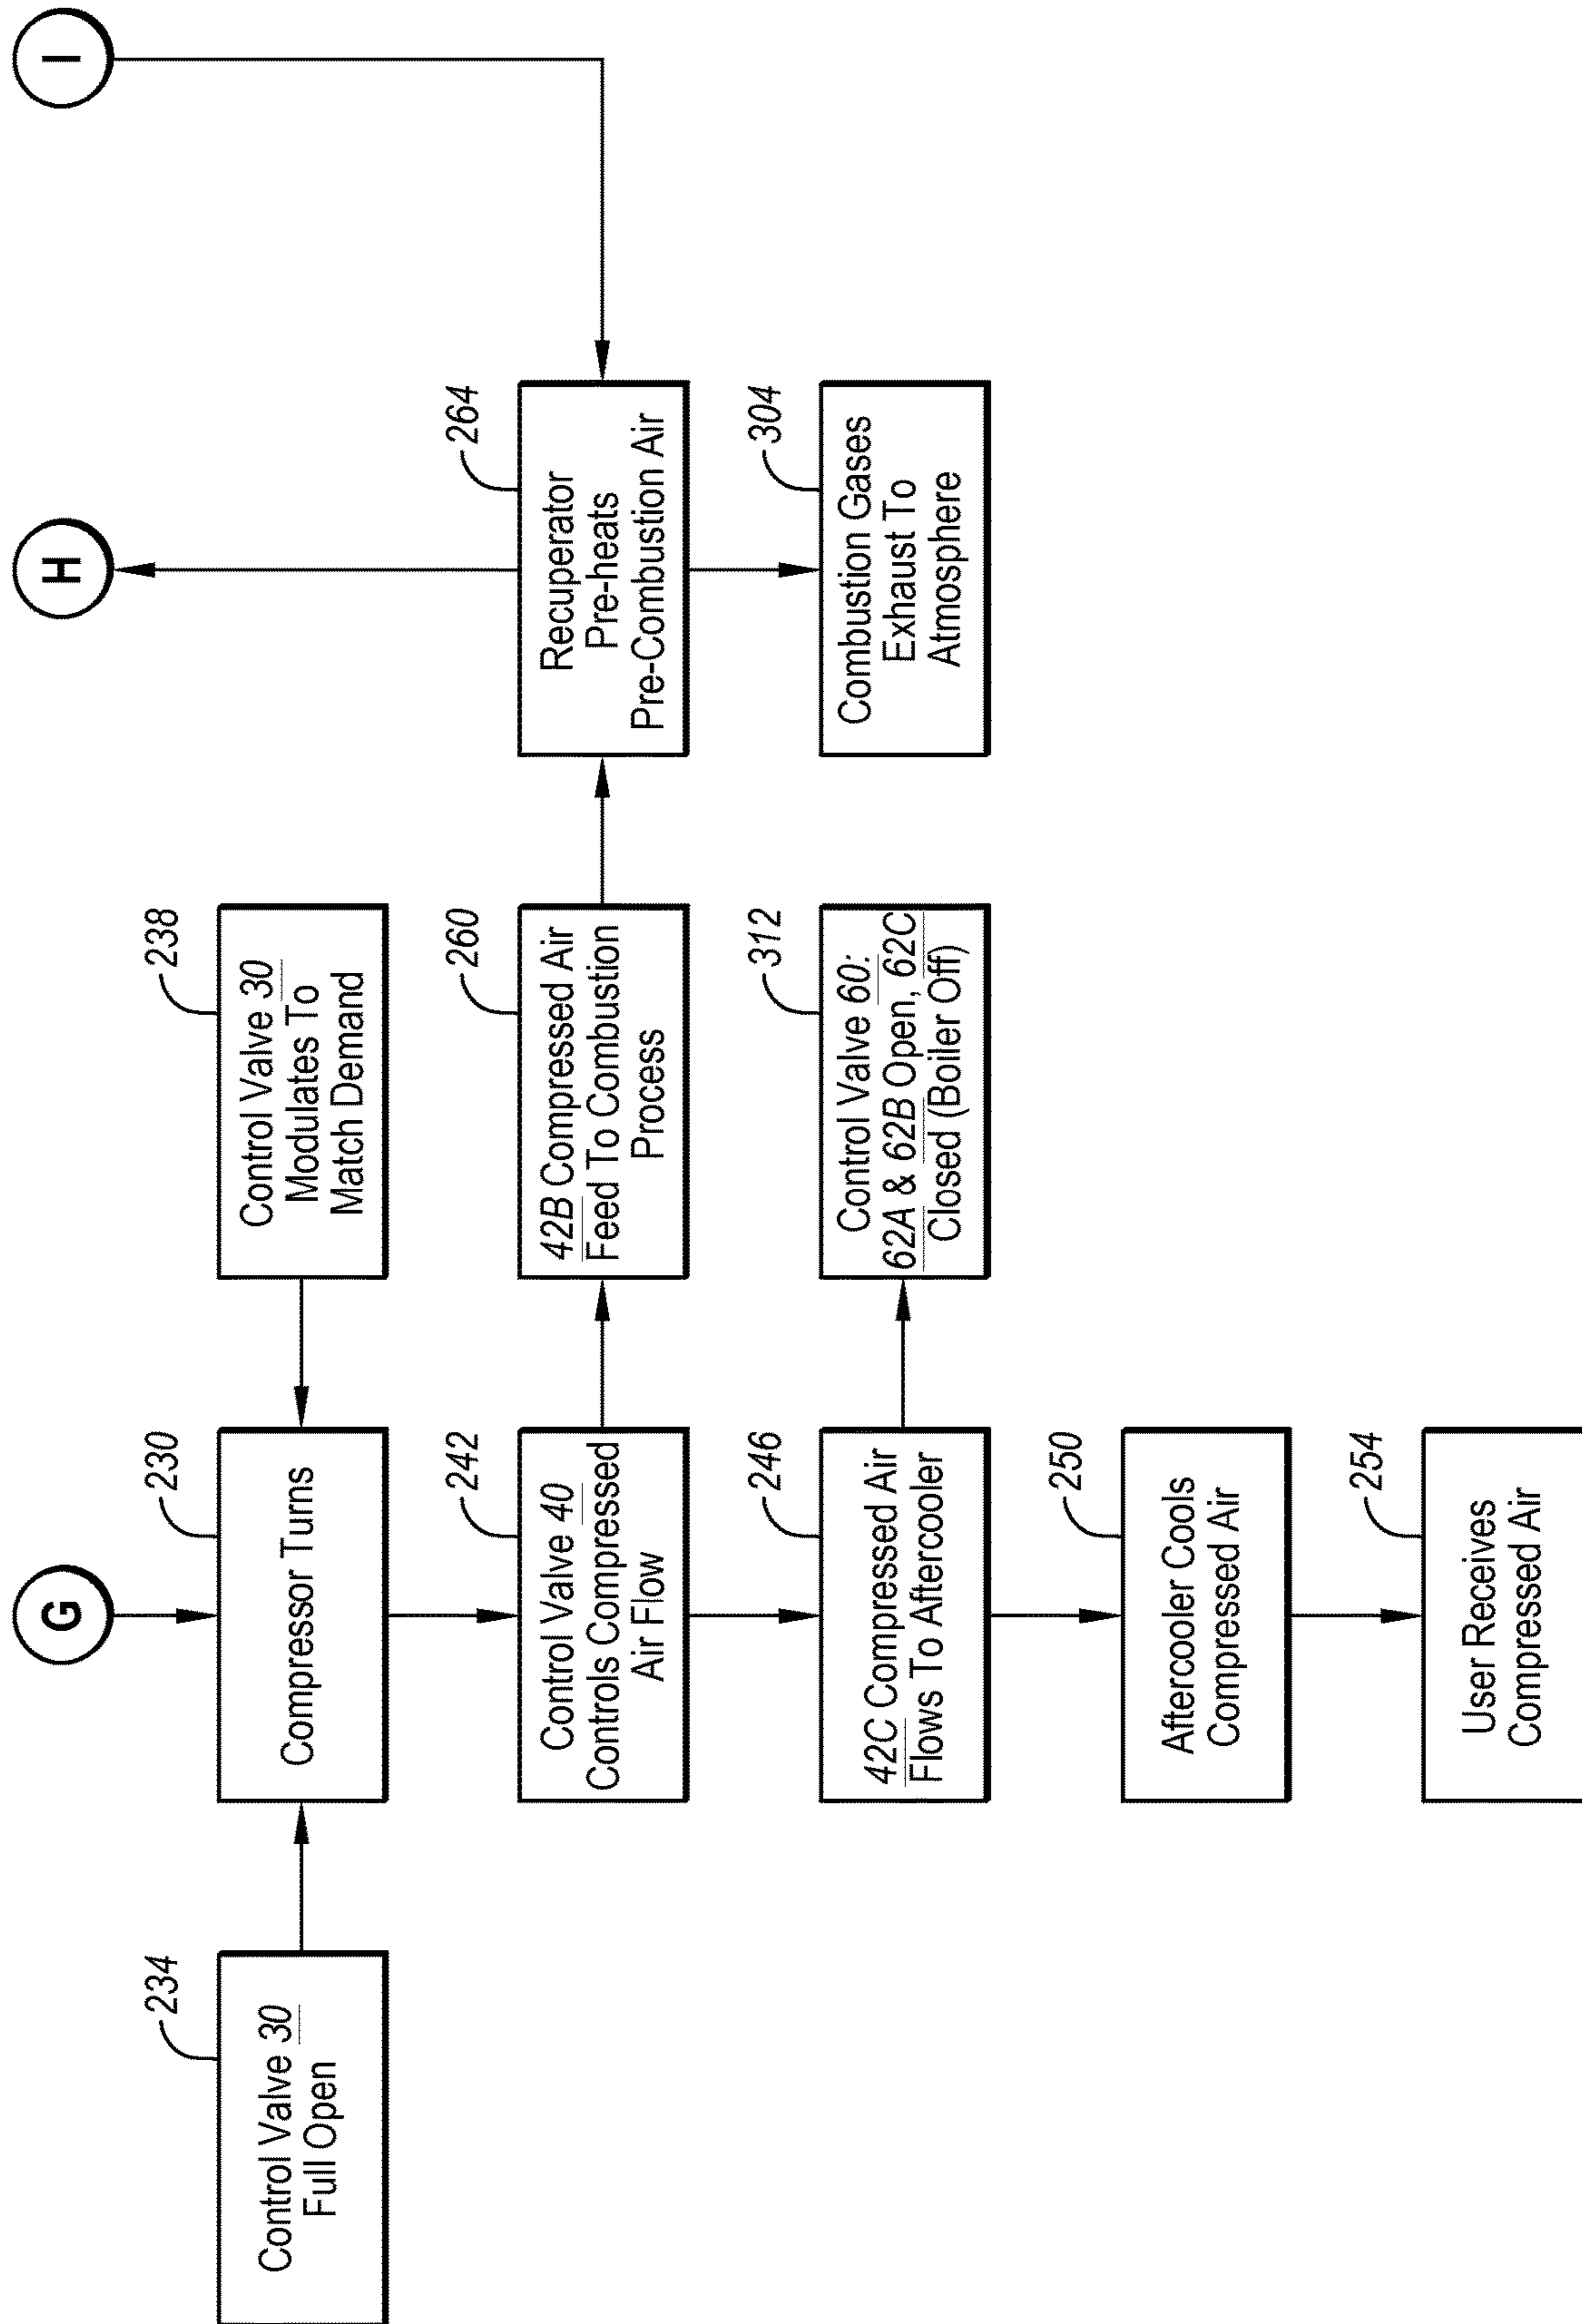 G
H
I
234
Control Valve 30
Full Open
230
Compressor Turns
238
Control Valve 30
Modulates To
Match Demand
242
Control Valve 40
Controls Compressed
Air Flow
260
42B Compressed Air
Feed To Combustion
Process
264
Recuperator
Pre-heats
Pre-Combustion Air
246
42C Compressed Air
Flows To Aftercooler
312
Control Valve 60:
62A & 62B Open, 62C
Closed (Boiler Off)
304
Combustion Gases
Exhaust To
Atmosphere
250
Aftercooler Cools
Compressed Air
254
User Receives
Compressed Air